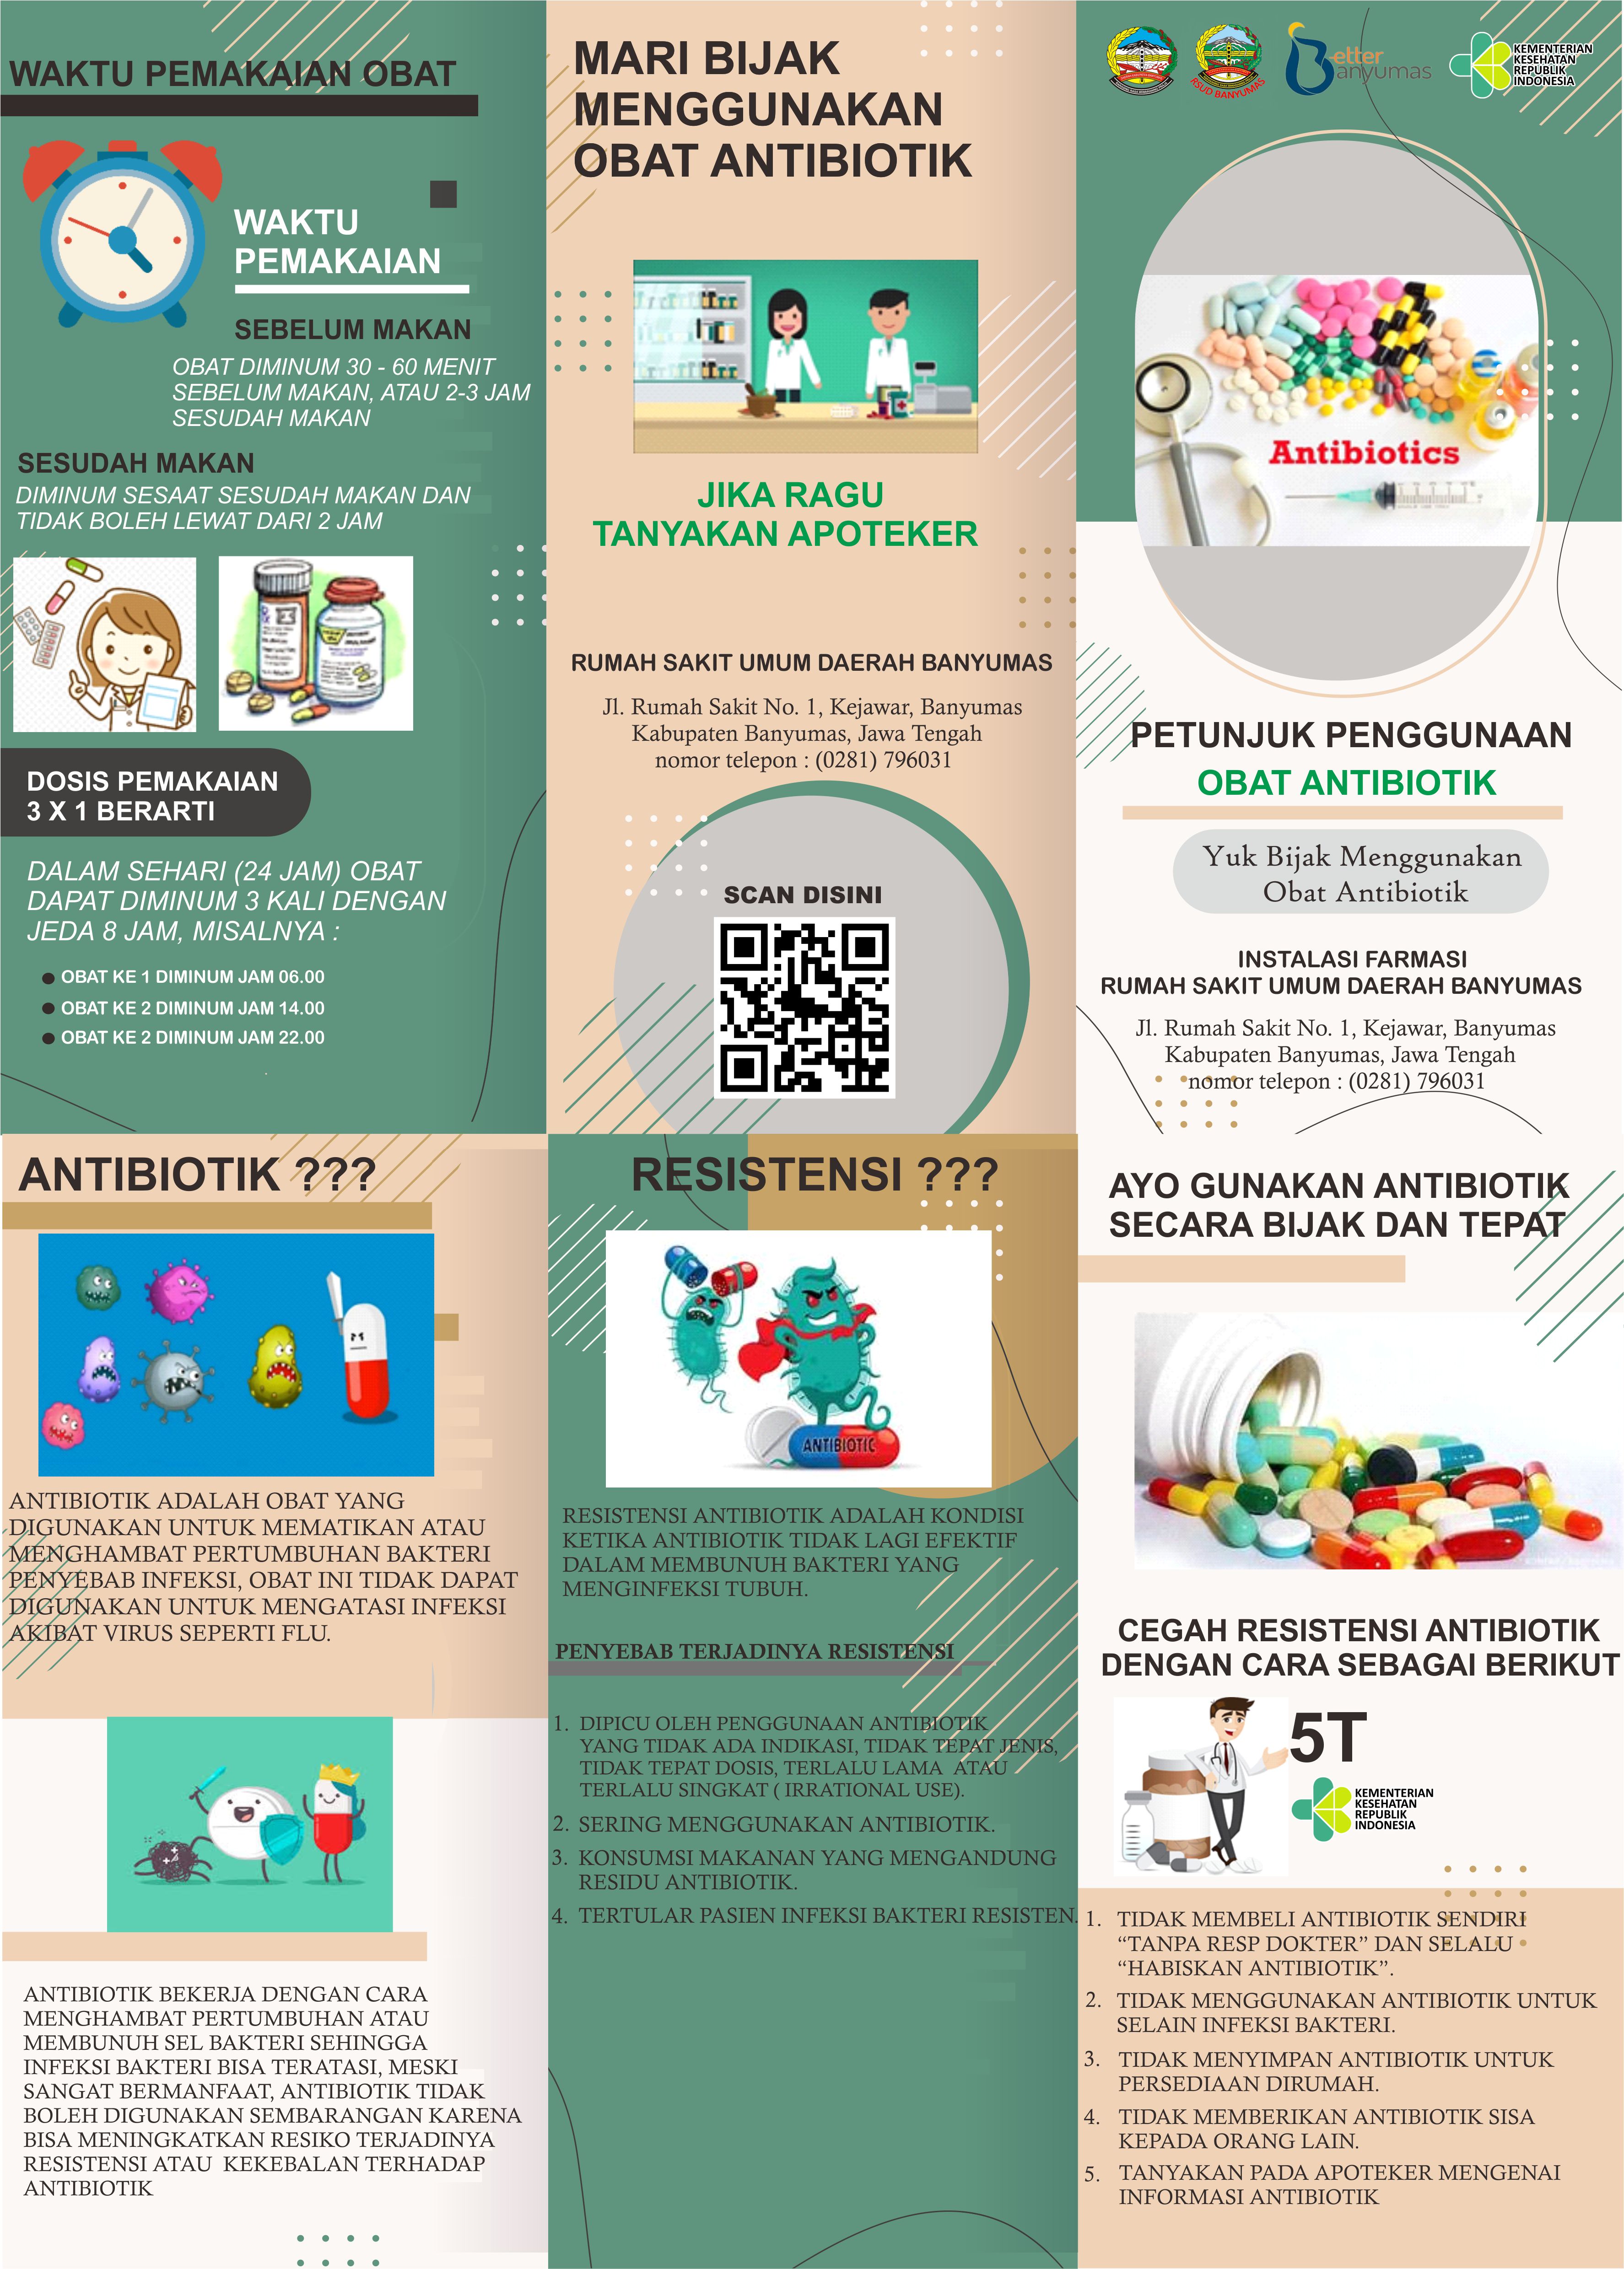 WAKTU PEMAKAIAN OBAT
WAKTU
PEMAKAIAN
SEBELUM MAKAN
OBAT DIMINUM 30 - 60 MENIT
SEBELUM MAKAN, ATAU 2-3 JAM
SESUDAH MAKAN
SESUDAH MAKAN
DIMINUM SESAAT SESUDAH MAKAN DAN
TIDAK BOLEH LEWAT DARI 2 JAM
DOSIS PEMAKAIAN
3 X 1 BERARTI
DALAM SEHARI (24 JAM) OBAT
DAPAT DIMINUM 3 KALI DENGAN
JEDA 8 JAM, MISALNYA :
● OBAT KE 1 DIMINUM JAM 06.00
● OBAT KE 2 DIMINUM JAM 14.00
● OBAT KE 2 DIMINUM JAM 22.00
MARI BIJAK
MENGGUNAKAN
OBAT ANTIBIOTIK
JIKA RAGU
TANYAKAN APOTEKER
RUMAH SAKIT UMUM DAERAH BANYUMAS
Jl. Rumah Sakit No. 1, Kejawar, Banyumas
Kabupaten Banyumas, Jawa Tengah
nomor telepon : (0281) 796031
SCAN DISINI
RSUD BANYUMAS
Better
Banyumas
KEMENTERIAN
KESEHATAN
REPUBLIK
INDONESIA
Antibiotics
PETUNJUK PENGGUNAAN
OBAT ANTIBIOTIK
Yuk Bijak Menggunakan
Obat Antibiotik
INSTALASI FARMASI
RUMAH SAKIT UMUM DAERAH BANYUMAS
Jl. Rumah Sakit No. 1, Kejawar, Banyumas
Kabupaten Banyumas, Jawa Tengah
nomor telepon : (0281) 796031
ANTIBIOTIK ???
ANTIBIOTIK ADALAH OBAT YANG
DIGUNAKAN UNTUK MEMATIKAN ATAU
MENGHAMBAT PERTUMBUHAN BAKTERI
PENYEBAB INFEKSI, OBAT INI TIDAK DAPAT
DIGUNAKAN UNTUK MENGATASI INFEKSI
AKIBAT VIRUS SEPERTI FLU.
ANTIBIOTIK BEKERJA DENGAN CARA
MENGHAMBAT PERTUMBUHAN ATAU
MEMBUNUH SEL BAKTERI SEHINGGA
INFEKSI BAKTERI BISA TERATASI, MESKI
SANGAT BERMANFAAT, ANTIBIOTIK TIDAK
BOLEH DIGUNAKAN SEMBARANGAN KARENA
BISA MENINGKATKAN RESIKO TERJADINYA
RESISTENSI ATAU KEKEBALAN TERHADAP
ANTIBIOTIK
RESISTENSI ???
ANTIBIOTIC
RESISTENSI ANTIBIOTIK ADALAH KONDISI
KETIKA ANTIBIOTIK TIDAK LAGI EFEKTIF
DALAM MEMBUNUH BAKTERI YANG
MENGINFEKSI TUBUH.
PENYEBAB TERJADINYA RESISTENSI
1. DIPICU OLEH PENGGUNAAN ANTIBIOTIK
YANG TIDAK ADA INDIKASI, TIDAK TEPAT JENIS,
TIDAK TEPAT DOSIS, TERLALU LAMA ATAU
TERLALU SINGKAT ( IRRATIONAL USE).
2. SERING MENGGUNAKAN ANTIBIOTIK.
3. KONSUMSI MAKANAN YANG MENGANDUNG
RESIDU ANTIBIOTIK.
4. TERTULAR PASIEN INFEKSI BAKTERI RESISTEN.
AYO GUNAKAN ANTIBIOTIK
SECARA BIJAK DAN TEPAT
CEGAH RESISTENSI ANTIBIOTIK
DENGAN CARA SEBAGAI BERIKUT
5T
KEMENTERIAN
KESEHATAN
REPUBLIK
INDONESIA
1. TIDAK MEMBELI ANTIBIOTIK SENDIRI
“TANPA RESP DOKTER” DAN SELALU
“HABISKAN ANTIBIOTIK”.
2. TIDAK MENGGUNAKAN ANTIBIOTIK UNTUK
SELAIN INFEKSI BAKTERI.
3. TIDAK MENYIMPAN ANTIBIOTIK UNTUK
PERSEDIAAN DIRUMAH.
4. TIDAK MEMBERIKAN ANTIBIOTIK SISA
KEPADA ORANG LAIN.
5. TANYAKAN PADA APOTEKER MENGENAI
INFORMASI ANTIBIOTIK